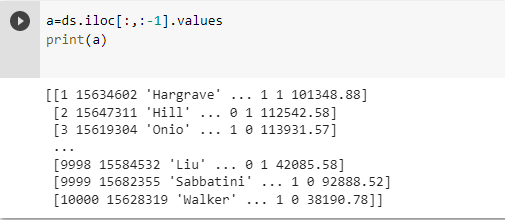 a=ds.iloc[:,:-1].values
print(a)
[[1 15634602 'Hargrave' ... 1 1 101348.88]
[2 15647311 'Hill' ... 0 1 112542.58]
[3 15619304 'Onio' ... 1 0 113931.57]
...
[9998 15584532 'Liu' ... 0 1 42085.58]
[9999 15682355 'Sabbatini' ... 1 0 92888.52]
[10000 15628319 'Walker' ... 1 0 38190.78]]